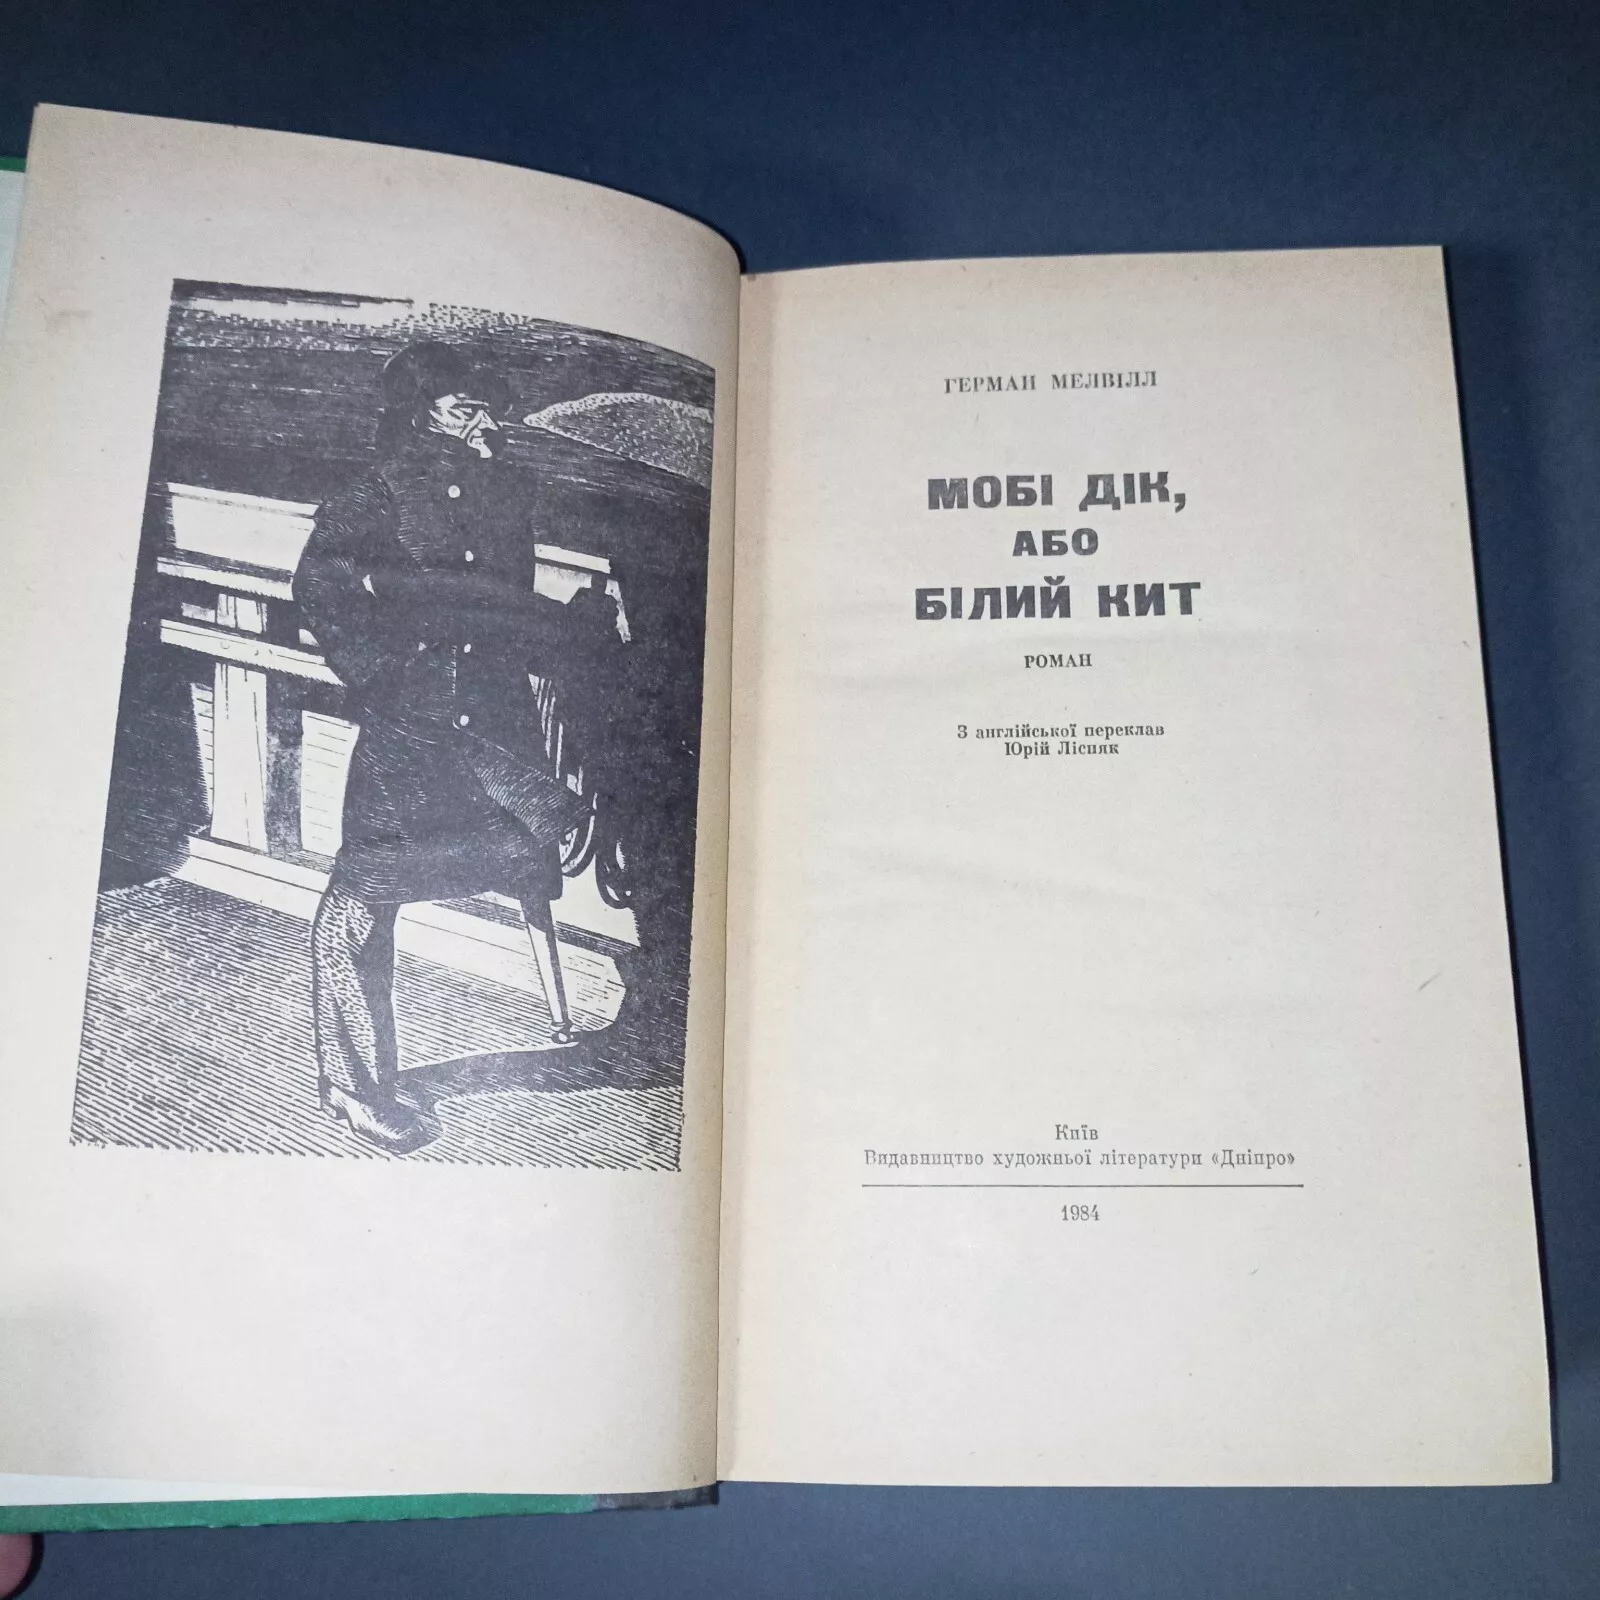 ГЕРМАН МЕЛВІЛЛ
МОБІ ДІК,
АБО
БІЛИЙ КИТ
РОМАН
З англійської переклав
Юрій Лісняк
Київ
Видавництво художньої літератури «Дніпро»
1984